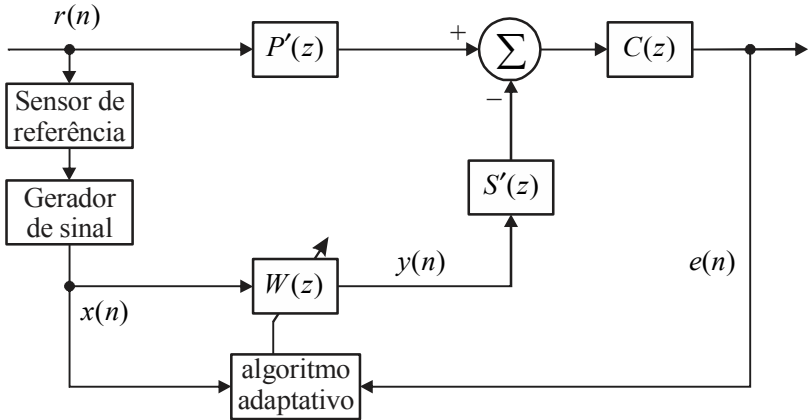 r(n)
P′(z)
+
∑
C(z)
−
Sensor de
referência
Gerador
de sinal
S′(z)
W(z)
y(n)
e(n)
x(n)
algoritmo
adaptativo